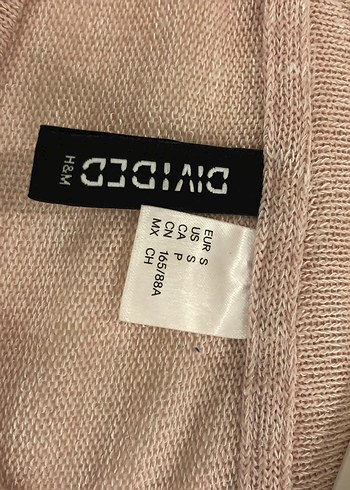 DIVIDED
H&M
EUR S
US S
CA P
CN 165/88A
MX CH